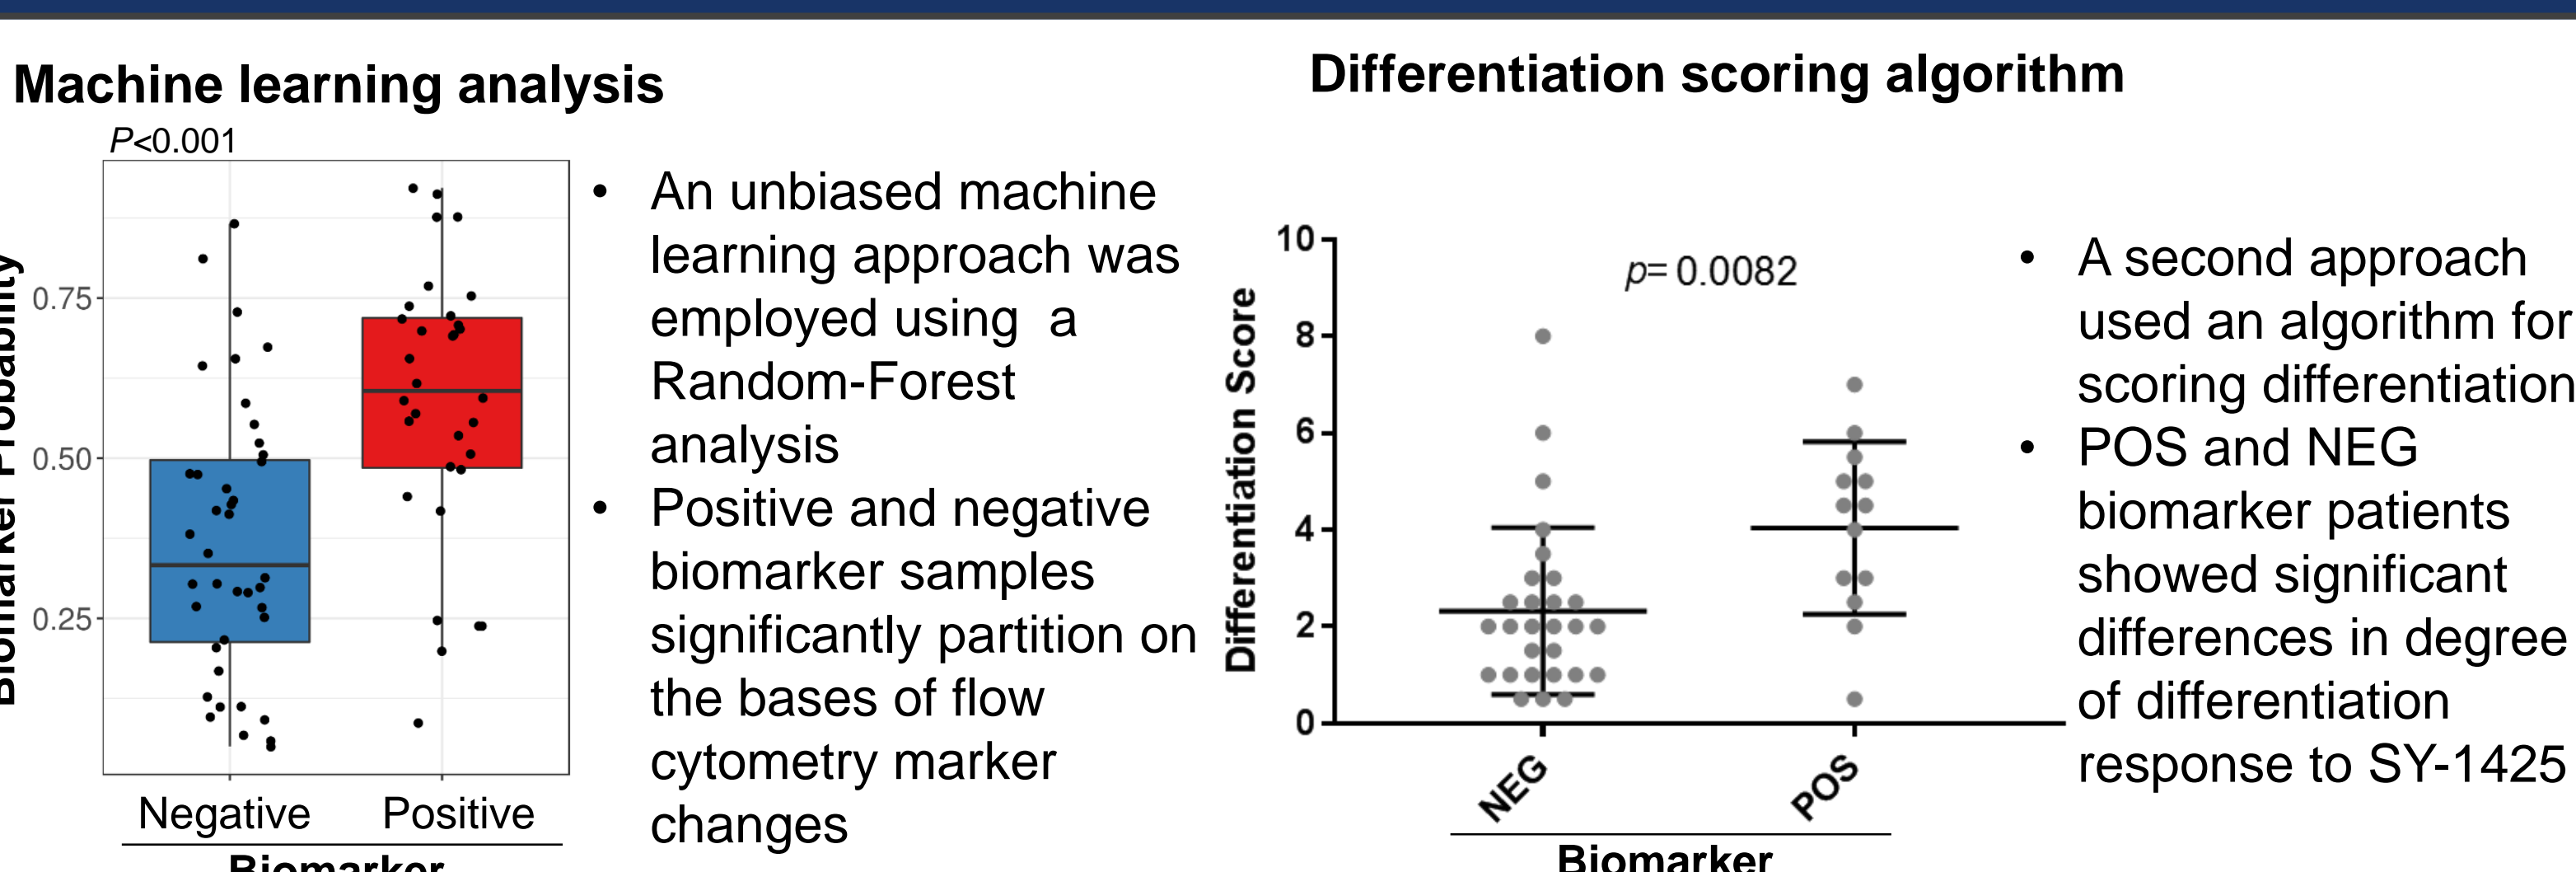 Machine learning analysis
P<0.001
Biomarker Probability
0.75
0.50
0.25
Negative
Positive
Biomarker
• An unbiased machine
learning approach was
employed using  a
Random-Forest
analysis
• Positive and negative
biomarker samples
significantly partition on
the bases of flow
cytometry marker
changes
Differentiation scoring algorithm
Differentiation Score
10
8
6
4
2
0
p= 0.0082
NEG
POS
Biomarker
• A second approach
used an algorithm for
scoring differentiation
• POS and NEG
biomarker patients
showed significant
differences in degree
of differentiation
response to SY-1425